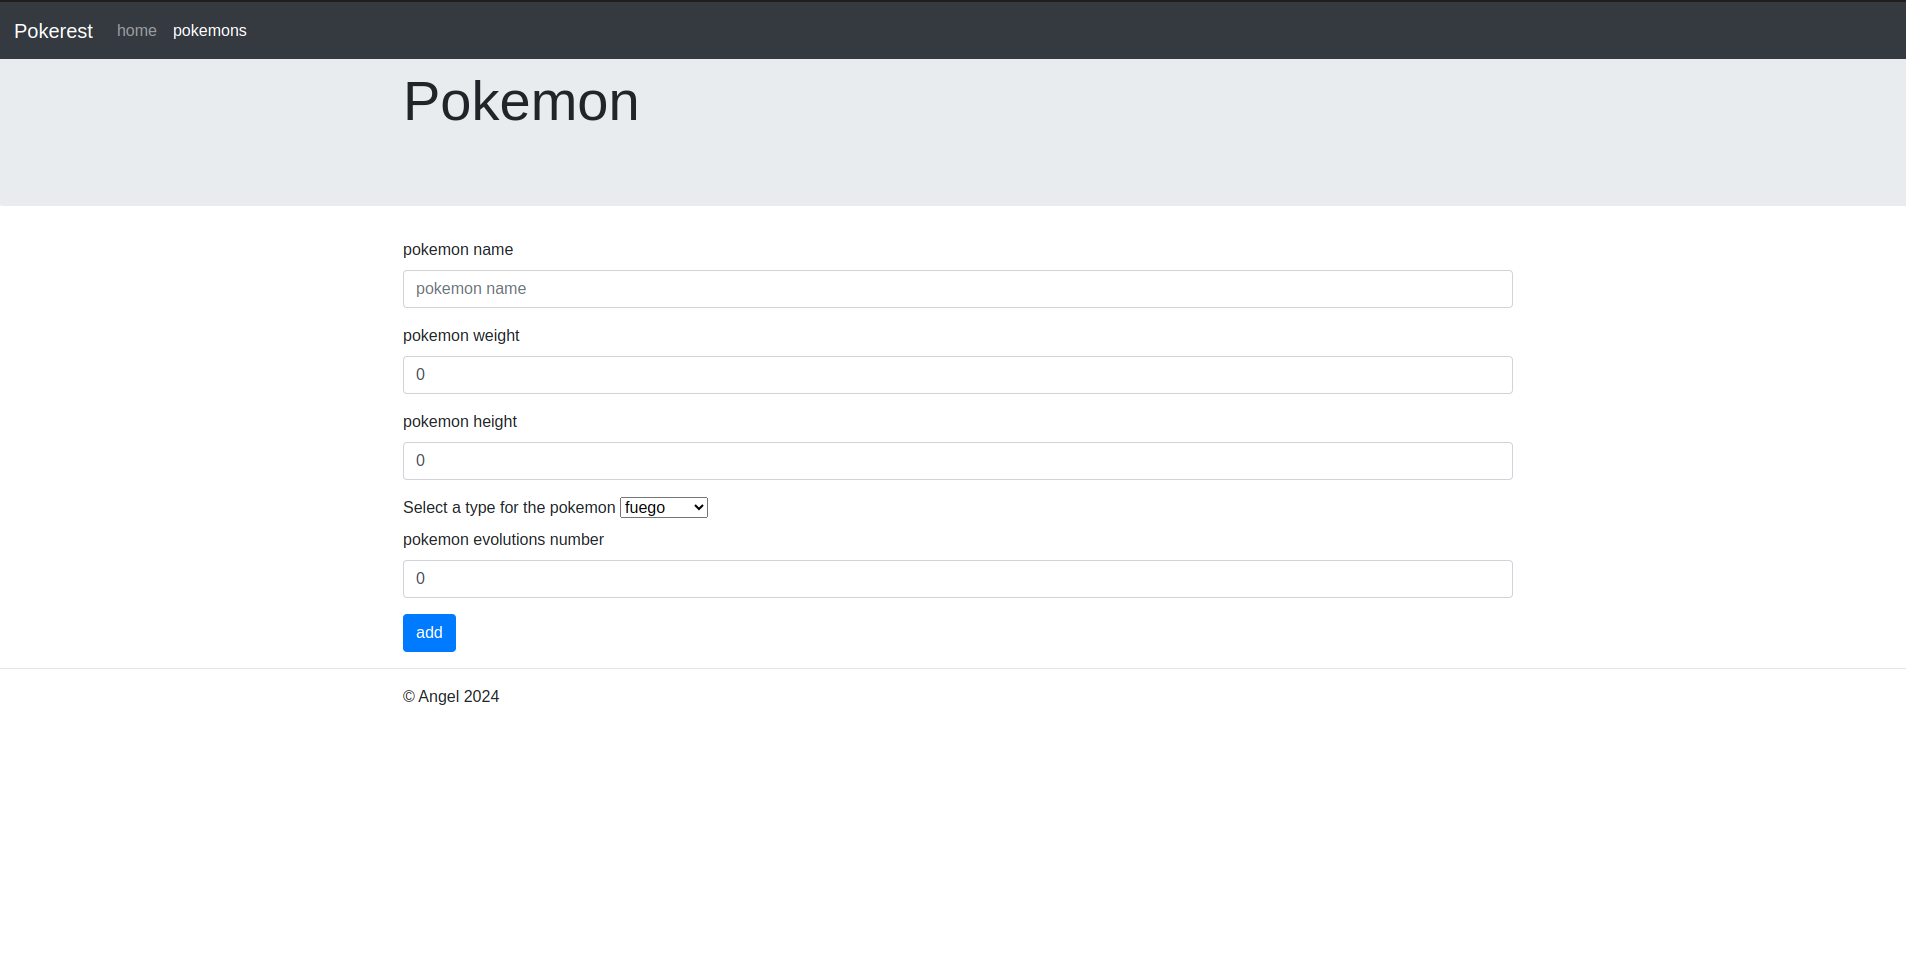 Pokerest home pokemons
Pokemon
pokemon name
pokemon name
pokemon weight
0
pokemon height
0
Select a type for the pokemon fuego
pokemon evolutions number
0
add
© Angel 2024